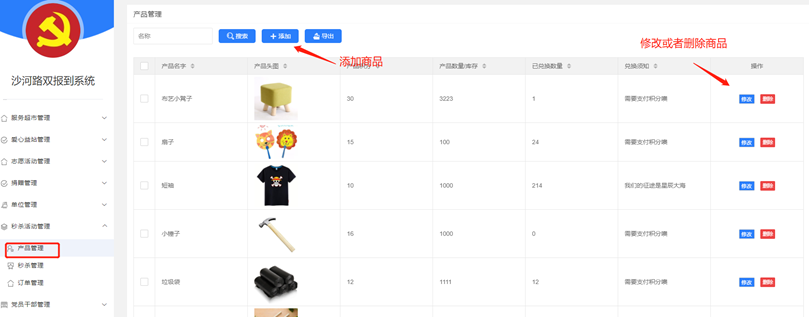 产品管理
名称
搜索
添加
导出
添加商品
修改或者删除商品
沙河路双报到系统
服务超市管理
爱心益站管理
志愿活动管理
捐赠管理
单位管理
秒杀活动管理
产品管理
秒杀管理
订单管理
党员干部管理
产品名字 产品头图 产品数量/库存 已兑换数量 兑换须知 操作
布艺小凳子 30 3223 1 需要支付积分噢 修改 删除
扇子 15 100 24 需要支付积分噢 修改 删除
短袖 10 1000 214 我们的征途是星辰大海 修改 删除
小锤子 16 1000 0 需要支付积分噢 修改 删除
垃圾袋 12 1111 12 需要支付积分噢 修改 删除